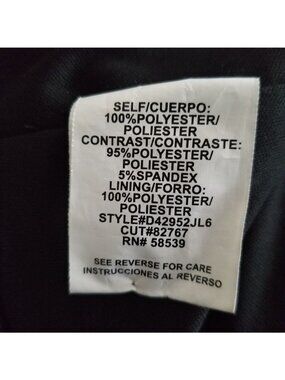 SELF/CUERPO:
100%POLYESTER/
POLIESTER
CONTRAST/CONTRASTE:
95%POLYESTER/
POLIESTER
5%SPANDEX
LINING/FORRO:
100%POLYESTER/
POLIESTER
STYLE#D42952JL6
CUT#82767
RN# 58539
SEE REVERSE FOR CARE
INSTRUCCIONES AL REVERSO